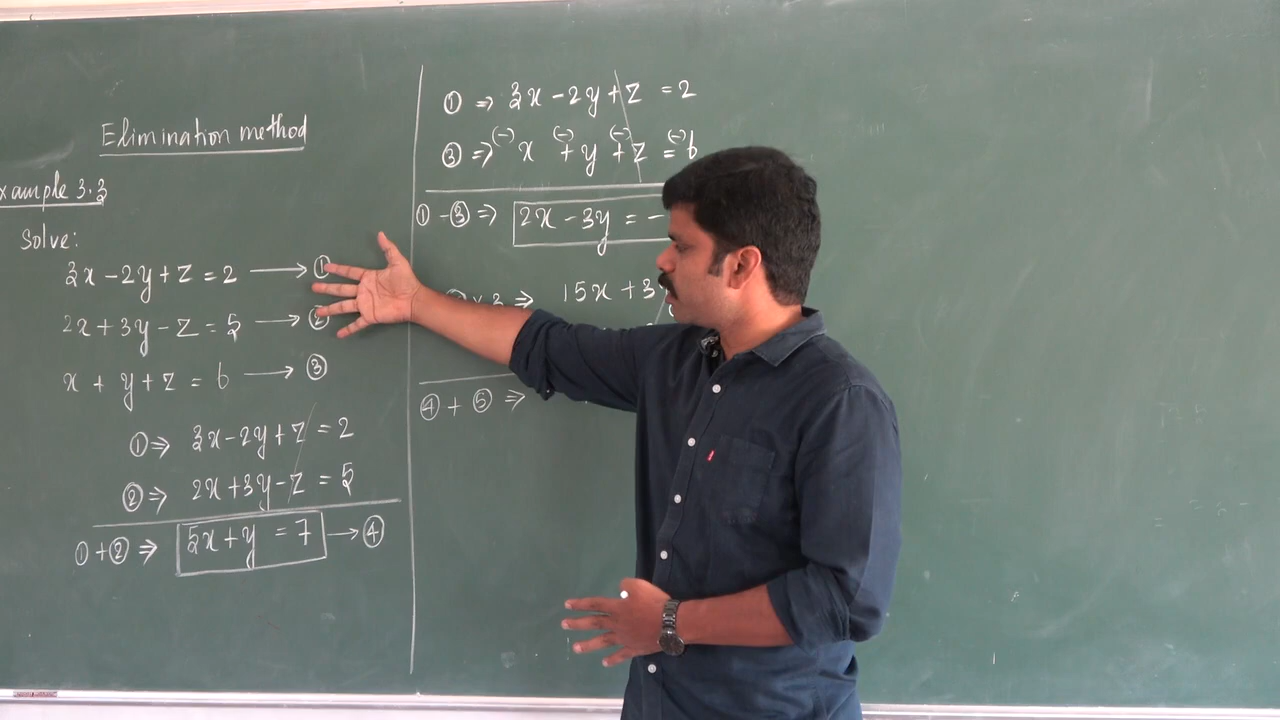 Elimination method
xample 3.3
Solve:
3x - 2y + z = 2 → ①
2x + 3y - z = 5 → ②
x + y + z = 6 → ③
① ⇒ 3x - 2y + z = 2
② ⇒ 2x + 3y - z = 5
① + ② ⇒ 5x + y = 7 → ④
① ⇒ 3x - 2y + z = 2
③ ⇒ (-) x (-) + y (-) + z (-) = 6
① - ③ ⇒ 2x - 3y = -
x 3 ⇒ 15x + 3
④ + ⑤ ⇒